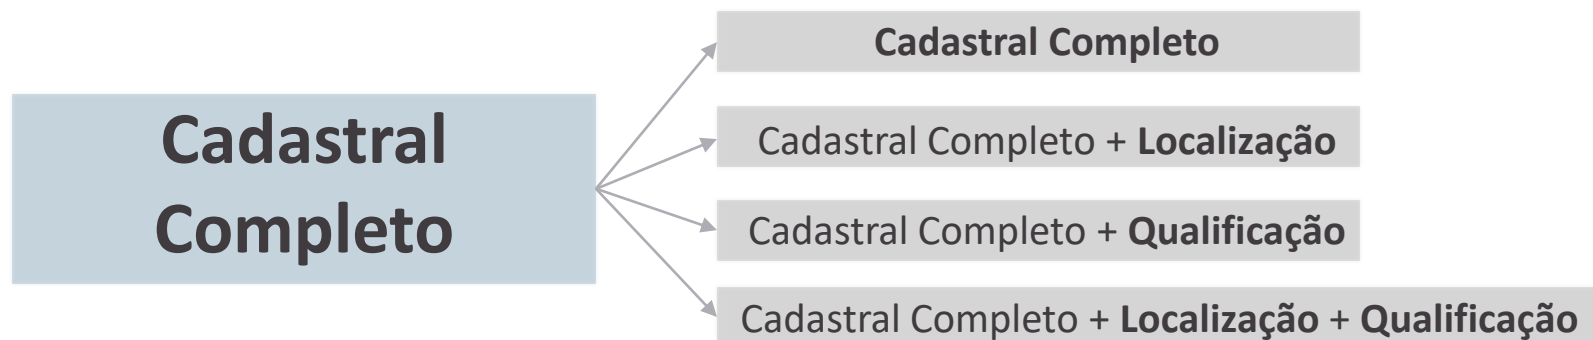 Cadastral
Completo
Cadastral Completo
Cadastral Completo + Localização
Cadastral Completo + Qualificação
Cadastral Completo + Localização + Qualificação